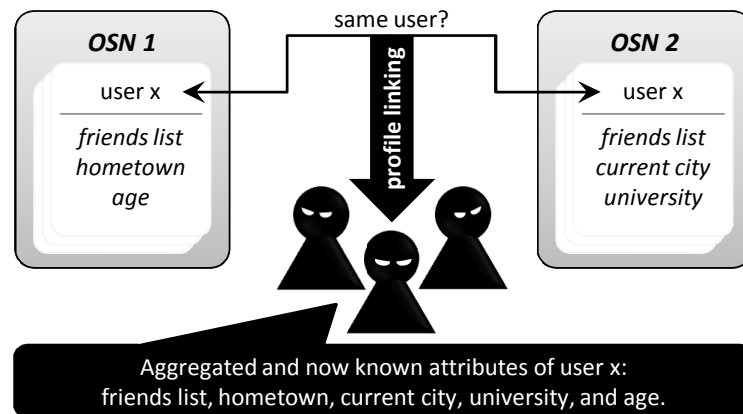 same user?
OSN 1
user x
friends list
hometown
age
profile linking
OSN 2
user x
friends list
current city
university
Aggregated and now known attributes of user x:
friends list, hometown, current city, university, and age.